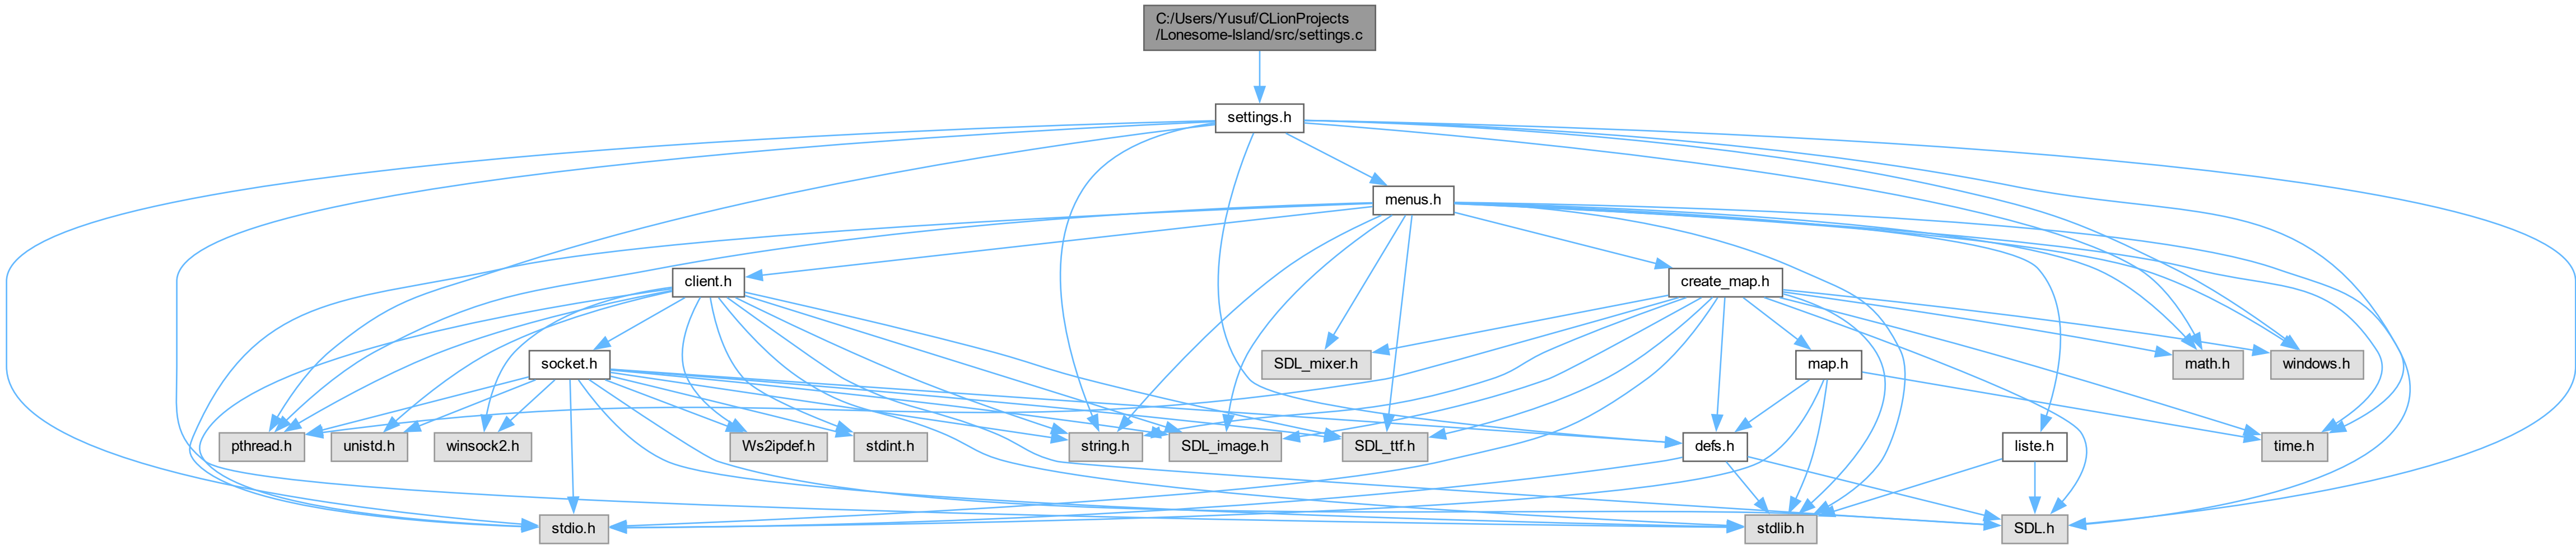 C:/Users/Yusuf/CLionProjects
/Lonesome-Island/src/settings.c
settings.h
menus.h
client.h
create_map.h
socket.h
SDL_mixer.h
map.h
math.h
windows.h
pthread.h
unistd.h
winsock2.h
Ws2ipdef.h
stdint.h
string.h
SDL_image.h
SDL_ttf.h
defs.h
liste.h
time.h
stdio.h
stdlib.h
SDL.h